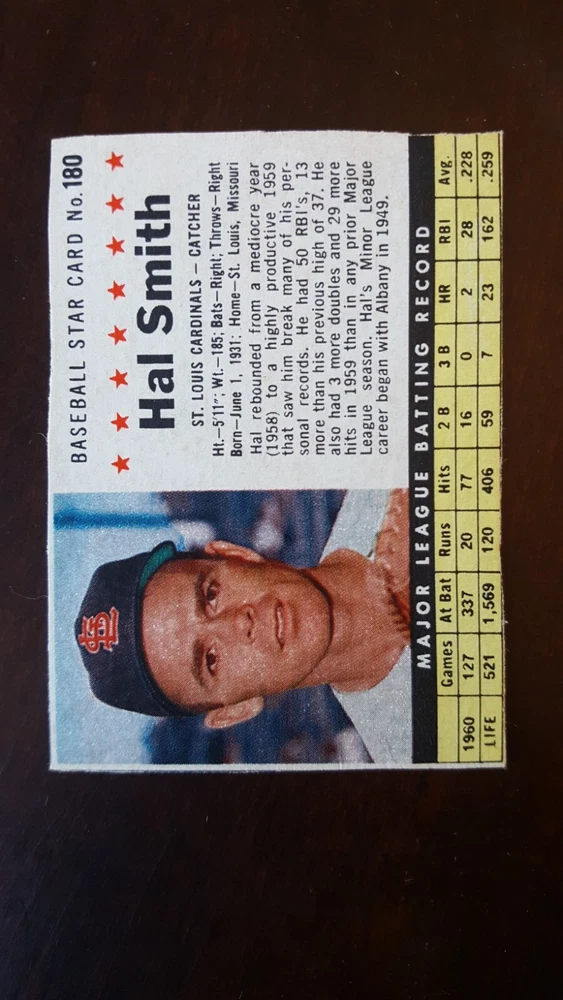 BASEBALL STAR CARD No. 180
Hal Smith
ST. LOUIS CARDINALS – CATCHER
Ht.–5'11"; Wt.–185; Bats–Right; Throws–Right
Born–June 1, 1931; Home–St. Louis, Missouri
Hal rebounded from a mediocre year
(1958) to a highly productive 1959
that saw him break many of his per-
sonal records. He had 50 RBI's, 13
more than his previous high of 37. He
also had 3 more doubles and 29 more
hits in 1959 than in any prior Major
League season. Hal's Minor League
career began with Albany in 1949.
StL
MAJOR LEAGUE BATTING RECORD
Games At Bat Runs Hits 2 B 3 B HR RBI Avg.
1960 127 337 20 77 16 0 2 28 .228
LIFE 521 1,569 120 406 59 7 23 162 .259